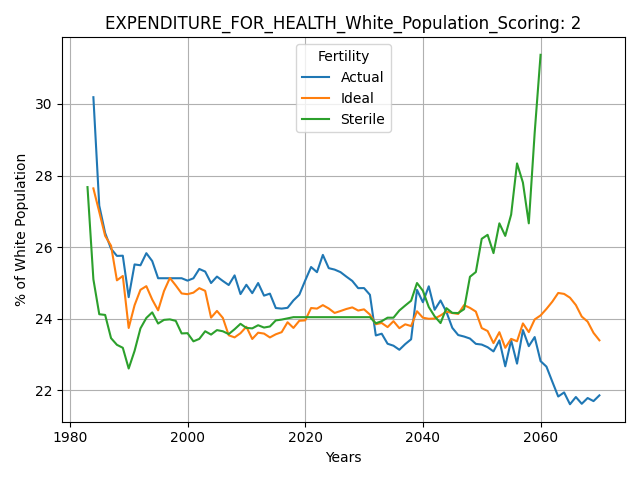 EXPENDITURE_FOR_HEALTH_White_Population_Scoring: 2
Fertility
Actual
Ideal
Sterile
% of White Population
30
28
26
24
22
1980
2000
2020
2040
2060
Years